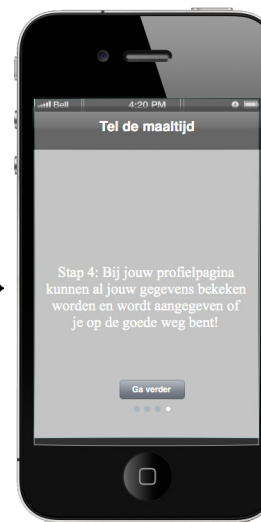 Bell 4:20 PM
Tel de maaltijd
Stap 4: Bij jouw profielpagina
kunnen al jouw gegevens bekeken
worden en wordt aangegeven of
je op de goede weg bent!
Ga verder